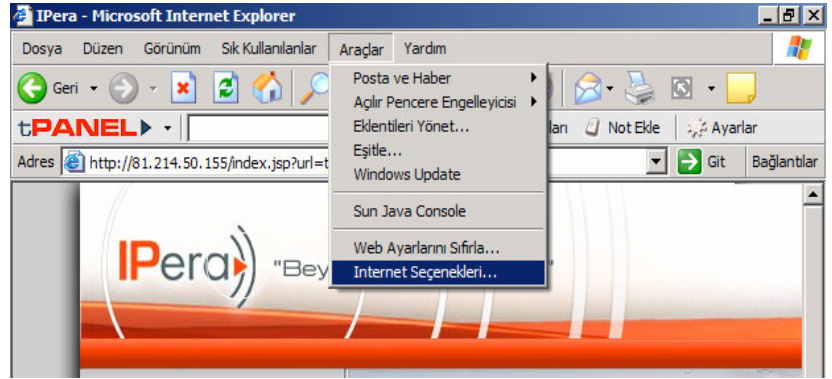 IPera - Microsoft Internet Explorer
Dosya Düzen Görünüm Sık Kullanılanlar Araçlar Yardım
Geri
Posta ve Haber
Açılır Pencere Engelleyicisi
Eklentileri Yönet...
Eşitle...
Windows Update
Sun Java Console
Web Ayarlarını Sıfırla...
Internet Seçenekleri...
tPANEL ları Not Ekle Ayarlar
Adres http://81.214.50.155/index.jsp?url=t Git Bağlantılar
IPera "Bey "